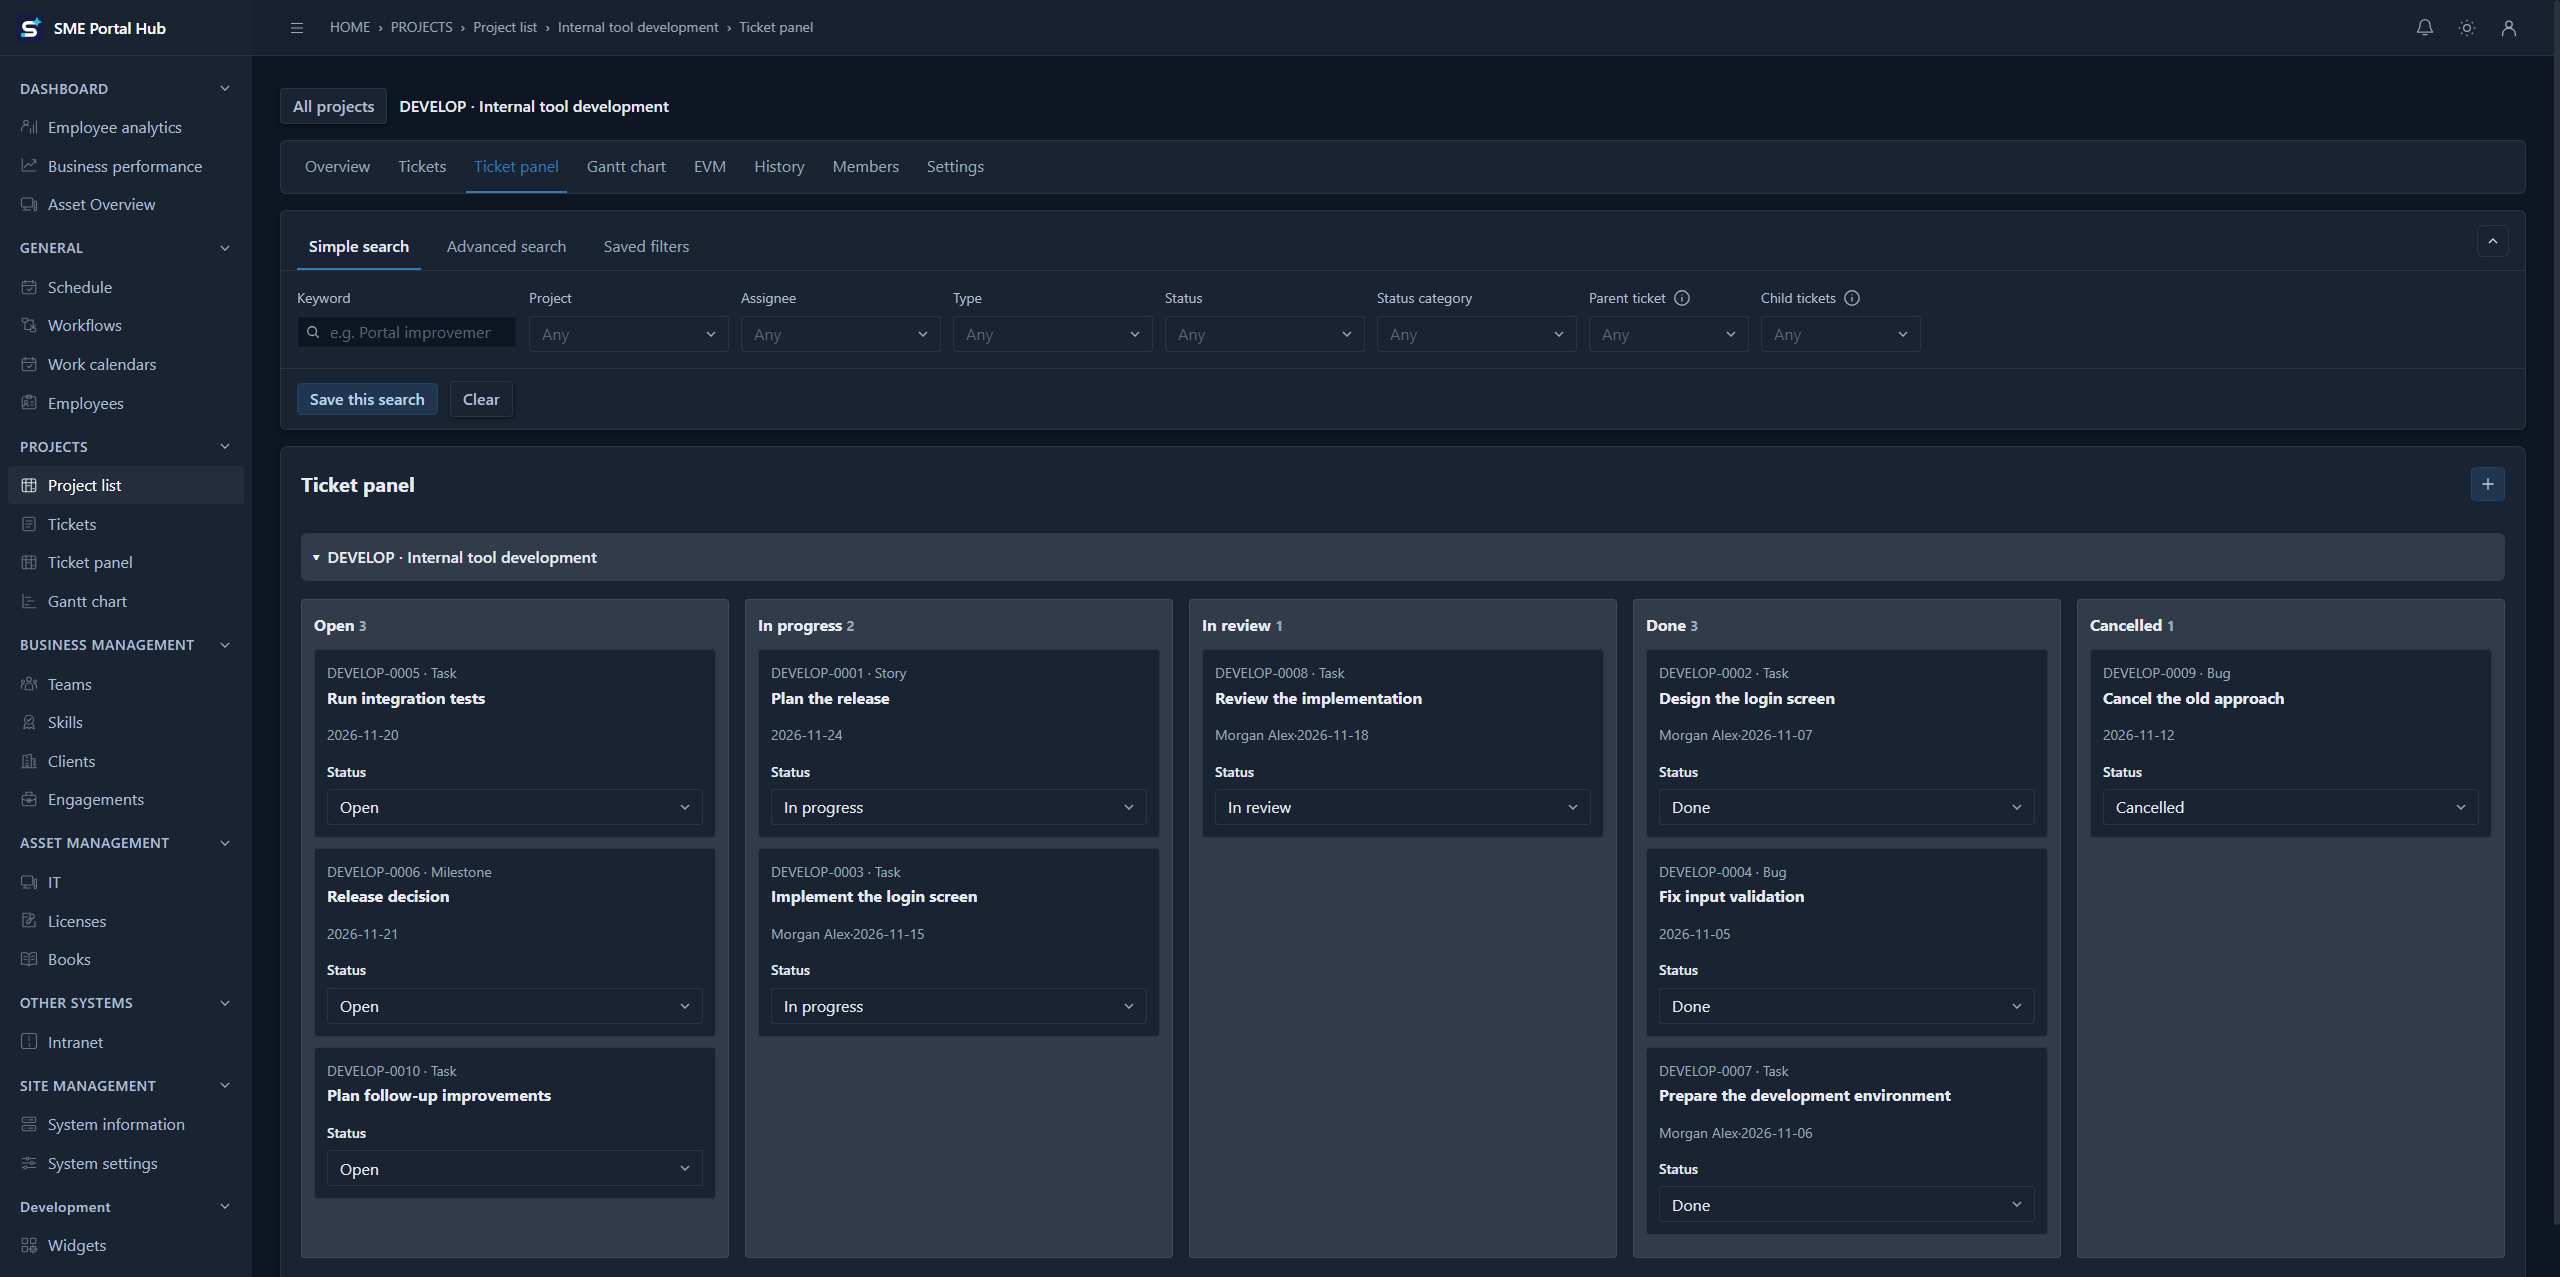 SME Portal Hub
HOME › PROJECTS › Project list › Internal tool development › Ticket panel
DASHBOARD
Employee analytics
Business performance
Asset Overview
GENERAL
Schedule
Workflows
Work calendars
Employees
PROJECTS
Project list
Tickets
Ticket panel
Gantt chart
BUSINESS MANAGEMENT
Teams
Skills
Clients
Engagements
ASSET MANAGEMENT
IT
Licenses
Books
OTHER SYSTEMS
Intranet
SITE MANAGEMENT
System information
System settings
Development
Widgets
All projects DEVELOP · Internal tool development
Overview Tickets Ticket panel Gantt chart EVM History Members Settings
Simple search Advanced search Saved filters
Keyword Project Assignee Type Status Status category Parent ticket Child tickets
e.g. Portal improvemer Any Any Any Any Any Any Any
Save this search Clear
Ticket panel
DEVELOP · Internal tool development
Open 3
DEVELOP-0005 · Task
Run integration tests
2026-11-20
Status
Open
DEVELOP-0006 · Milestone
Release decision
2026-11-21
Status
Open
DEVELOP-0010 · Task
Plan follow-up improvements
Status
Open
In progress 2
DEVELOP-0001 · Story
Plan the release
2026-11-24
Status
In progress
DEVELOP-0003 · Task
Implement the login screen
Morgan Alex·2026-11-15
Status
In progress
In review 1
DEVELOP-0008 · Task
Review the implementation
Morgan Alex·2026-11-18
Status
In review
Done 3
DEVELOP-0002 · Task
Design the login screen
Morgan Alex·2026-11-07
Status
Done
DEVELOP-0004 · Bug
Fix input validation
2026-11-05
Status
Done
DEVELOP-0007 · Task
Prepare the development environment
Morgan Alex·2026-11-06
Status
Done
Cancelled 1
DEVELOP-0009 · Bug
Cancel the old approach
2026-11-12
Status
Cancelled